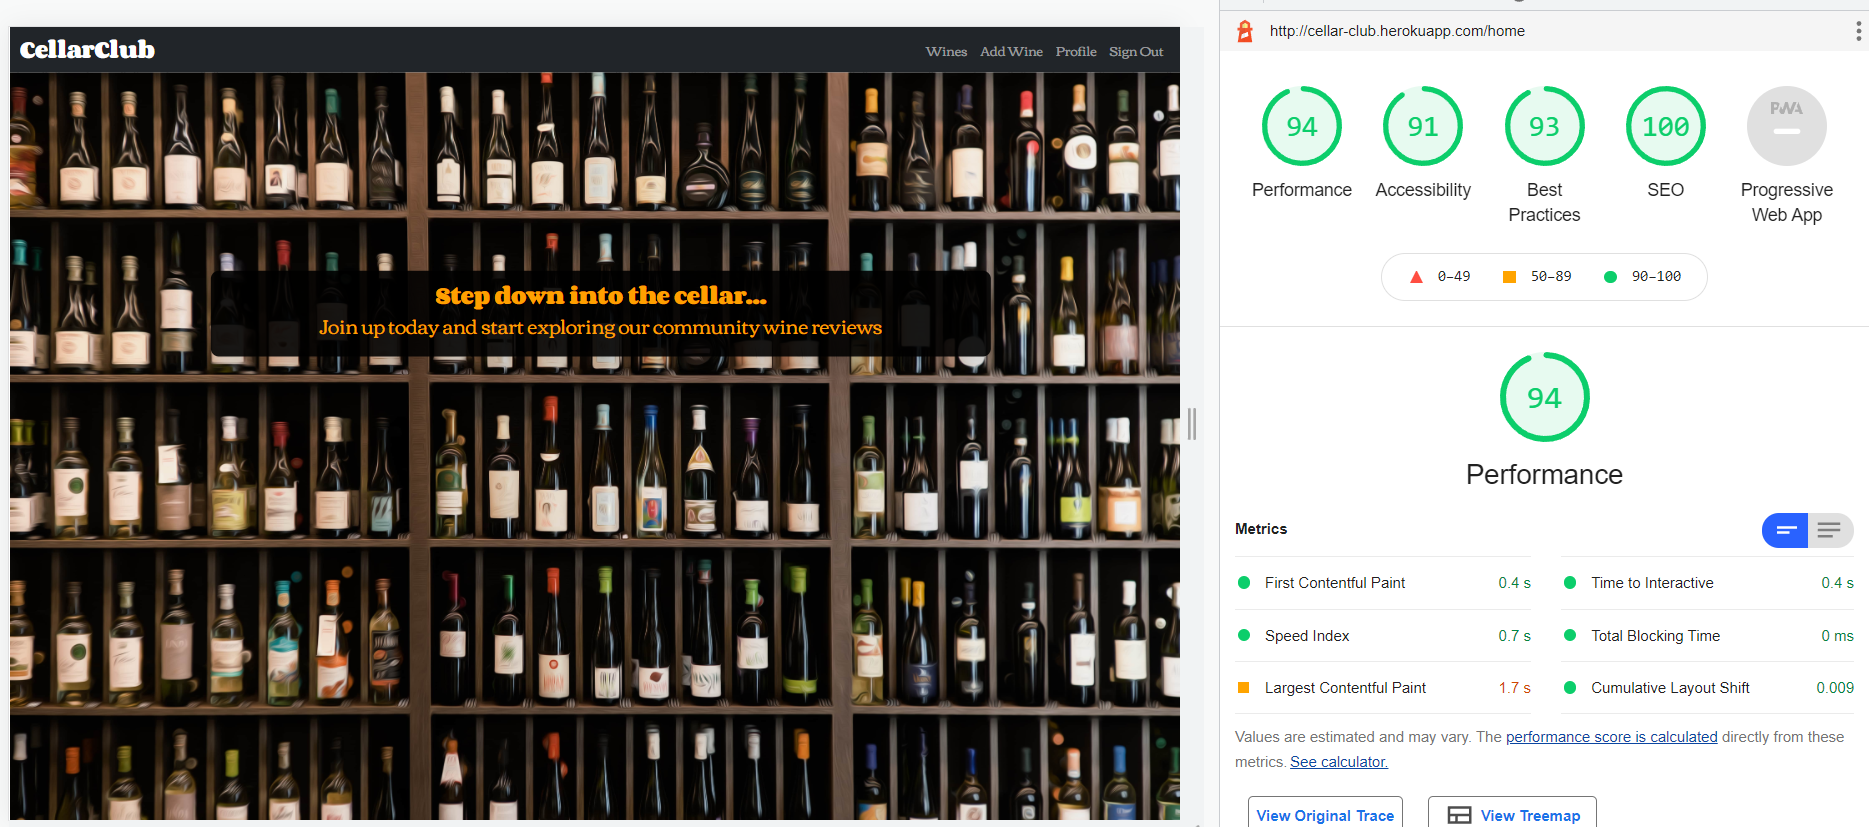 CellarClub
Wines Add Wine Profile Sign Out
Step down into the cellar...
Join up today and start exploring our community wine reviews
http://cellar-club.herokuapp.com/home
94 91 93 100 PWA
Performance Accessibility Best Practices SEO Progressive Web App
0–49 50–89 90–100
94
Performance
Metrics
First Contentful Paint 0.4 s
Time to Interactive 0.4 s
Speed Index 0.7 s
Total Blocking Time 0 ms
Largest Contentful Paint 1.7 s
Cumulative Layout Shift 0.009
Values are estimated and may vary. The performance score is calculated directly from these
metrics. See calculator.
View Original Trace View Treemap